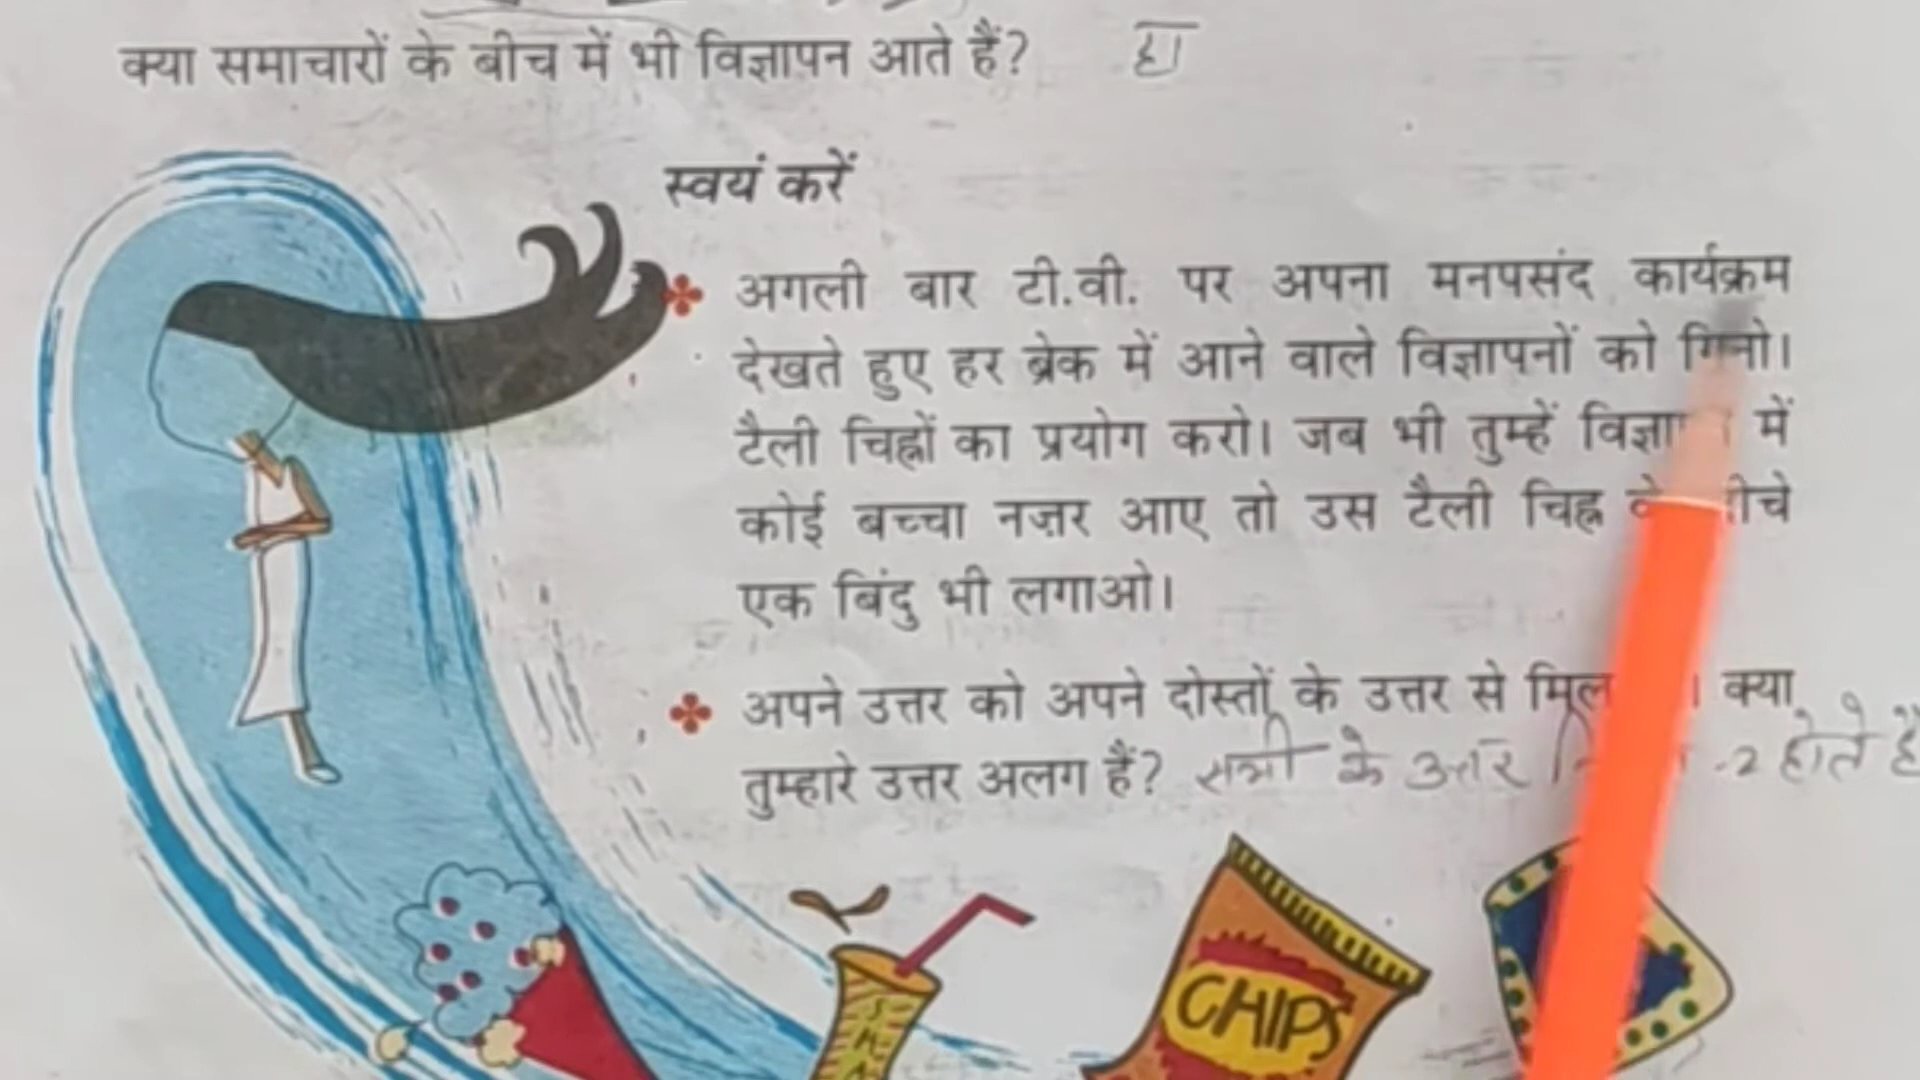 क्या समाचारों के बीच में भी विज्ञापन आते हैं? हा
स्वयं करें
अगली बार टी.वी. पर अपना मनपसंद कार्यक्रम
देखते हुए हर ब्रेक में आने वाले विज्ञापनों को गिनो।
टैली चिह्नों का प्रयोग करो। जब भी तुम्हें में
कोई बच्चा नज़र आए तो उस टैली चिह्न
एक बिंदु भी लगाओ।
अपने उत्तर को अपने दोस्तों के उत्तर से क्या
तुम्हारे उत्तर अलग हैं? सभी के उत्तर होते हैं
CHIPS